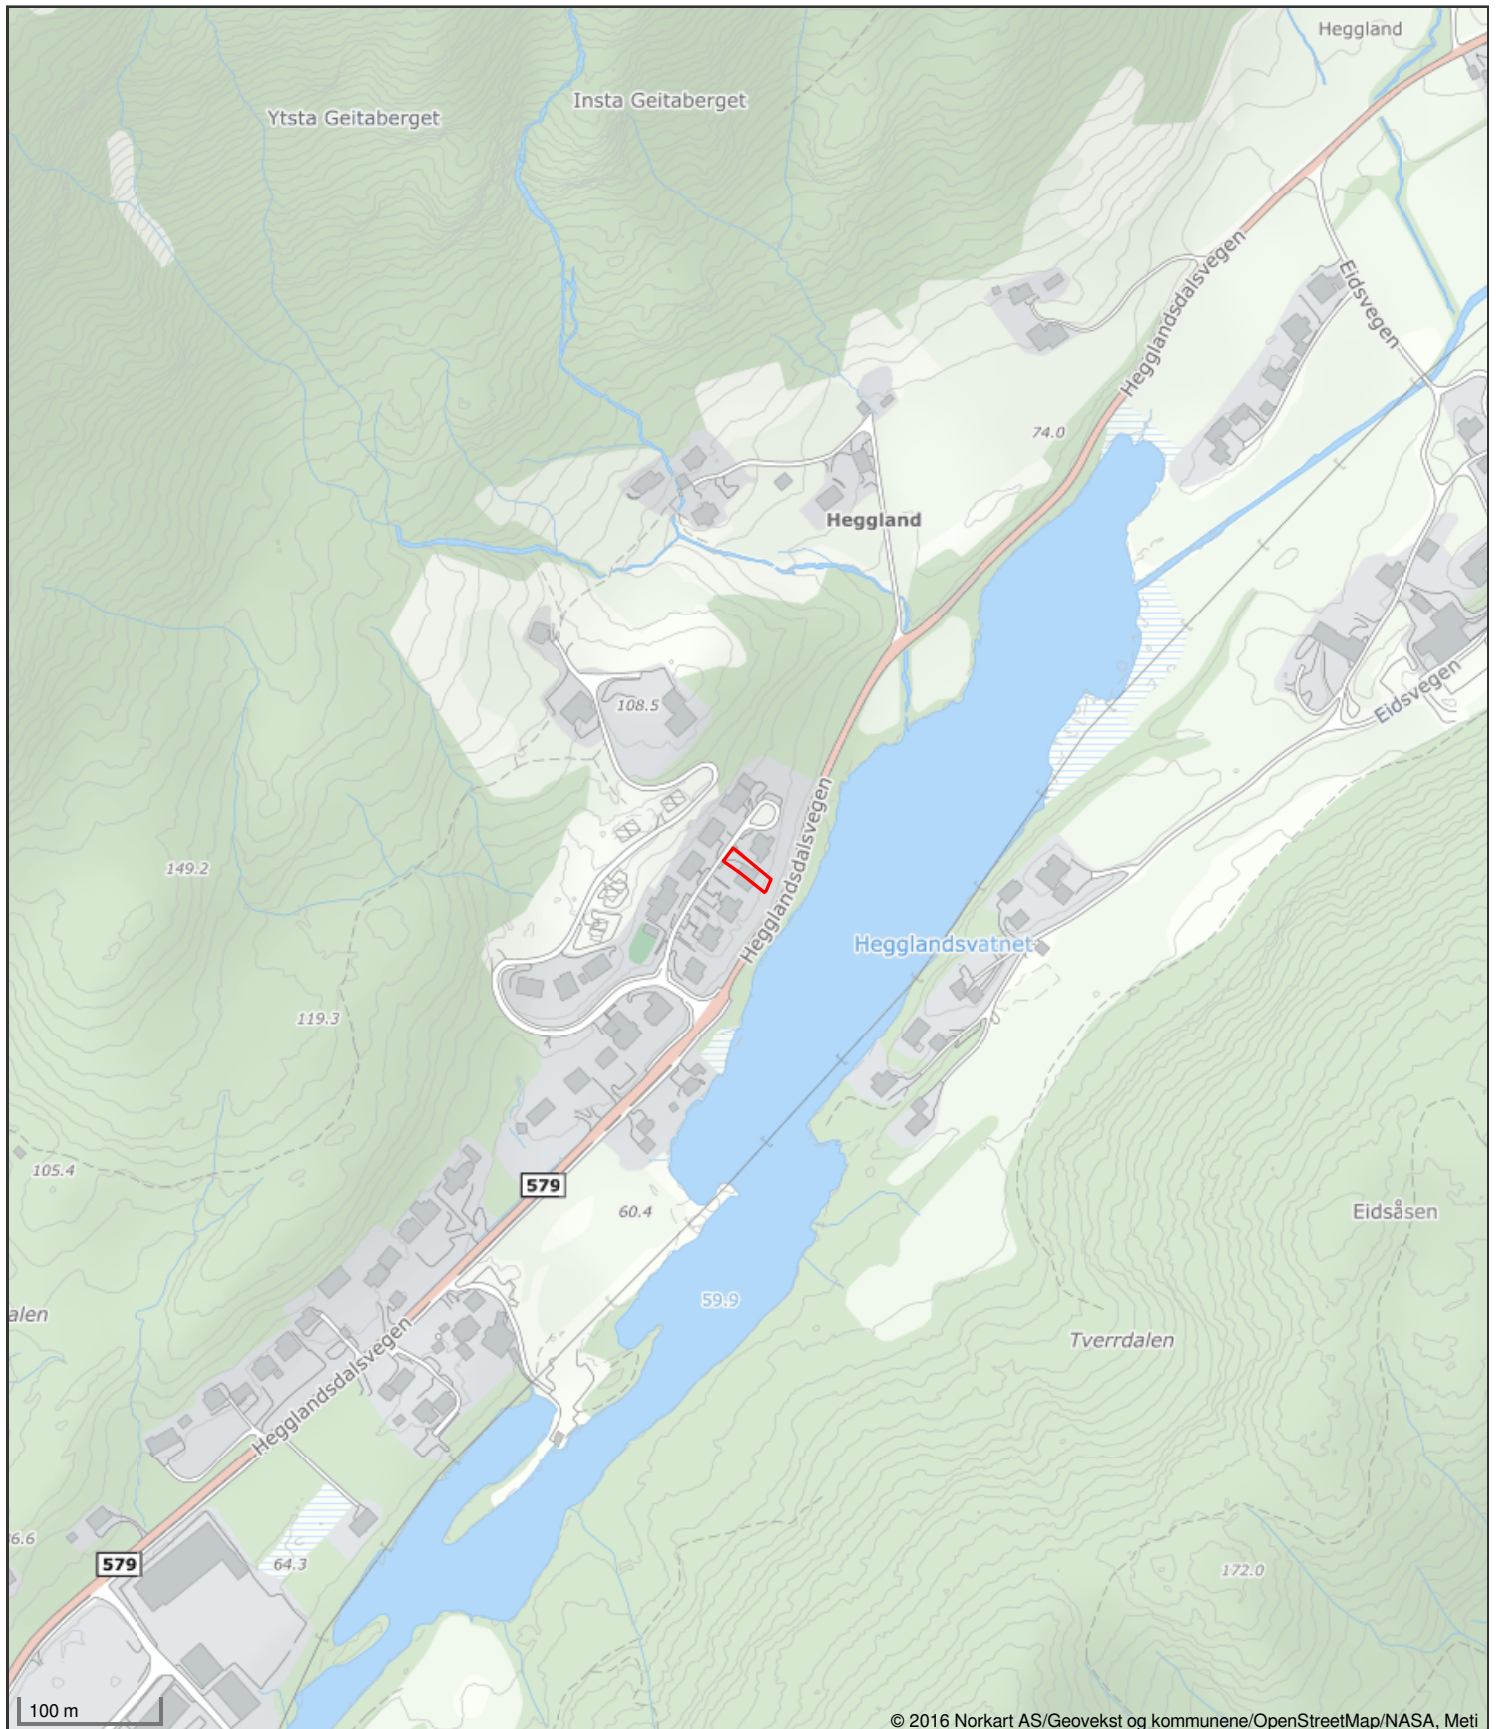 Heggland
Insta Geitaberget
Ytsta Geitaberget
Hegglandsdalsvegen
Eidsvegen
74.0
Heggland
108.5
Eidsvegen
Hegglandsdalsvegen
149.2
Hegglandsvatnet
119.3
105.4
579
60.4
Eidsåsen
59.9
alen
Tverrdalen
Hegglandsdalsvegen
6.6
579
64.3
172.0
100 m
© 2016 Norkart AS/Geovekst og kommunene/OpenStreetMap/NASA, Meti